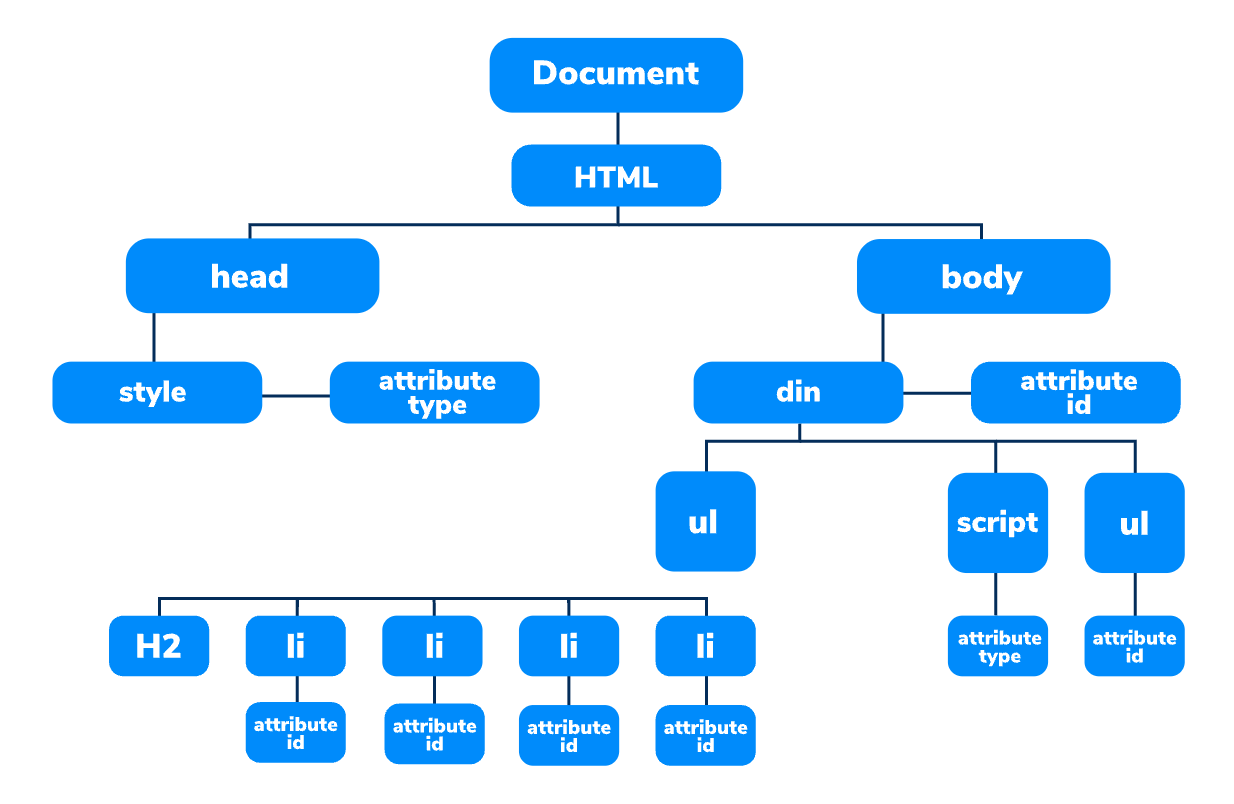 Document
HTML
head
body
style
attribute
type
din
attribute
id
ul
script
ul
H2
li
li
li
li
attribute
type
attribute
id
attribute
id
attribute
id
attribute
id
attribute
id